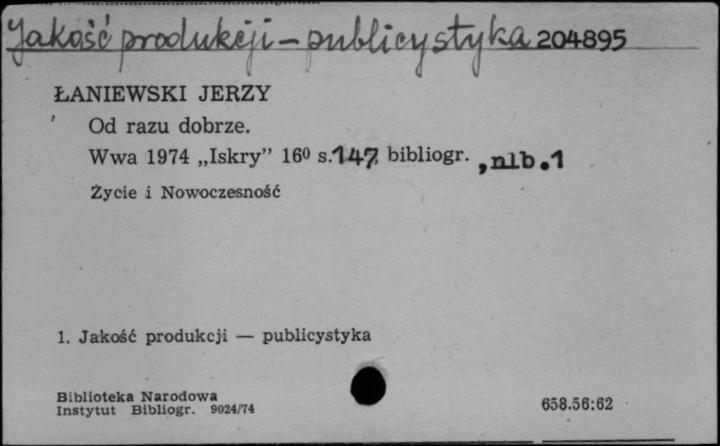 Jakość produkcji – publicystyka 204895
ŁANIEWSKI JERZY
Od razu dobrze.
Wwa 1974 „Iskry” 16⁰ s.147 bibliogr. , nlb.1
Życie i Nowoczesność
1. Jakość produkcji — publicystyka
Biblioteka Narodowa
Instytut Bibliogr. 9024/74
658.56:62